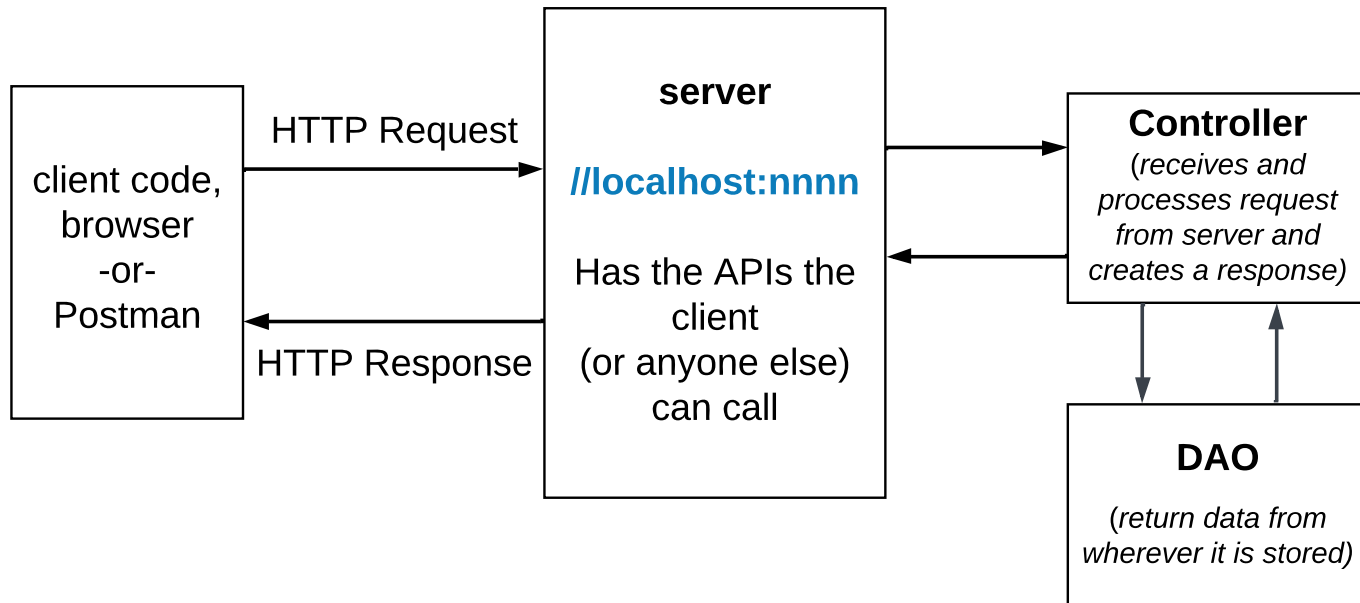 client code,
browser
-or-
Postman
HTTP Request
HTTP Response
server
//localhost:nnnn
Has the APIs the
client
(or anyone else)
can call
Controller
(receives and
processes request
from server and
creates a response)
DAO
(return data from
wherever it is stored)